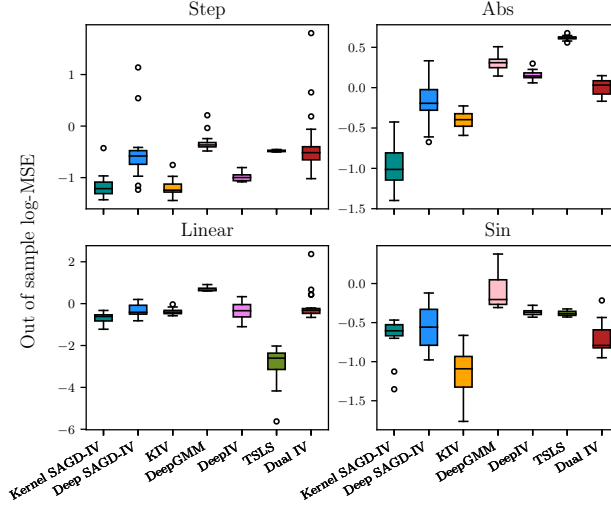 Step
Abs
Out of sample log-MSE
1
0
−1
0.5
0.0
−0.5
−1.0
−1.5
Linear
Sin
2
0
−2
−4
−6
0.0
−0.5
−1.0
−1.5
Kernel SAGD-IV
Deep SAGD-IV
KIV
DeepGMM
DeepIV
TSLS
Dual IV
Kernel SAGD-IV
Deep SAGD-IV
KIV
DeepGMM
DeepIV
TSLS
Dual IV